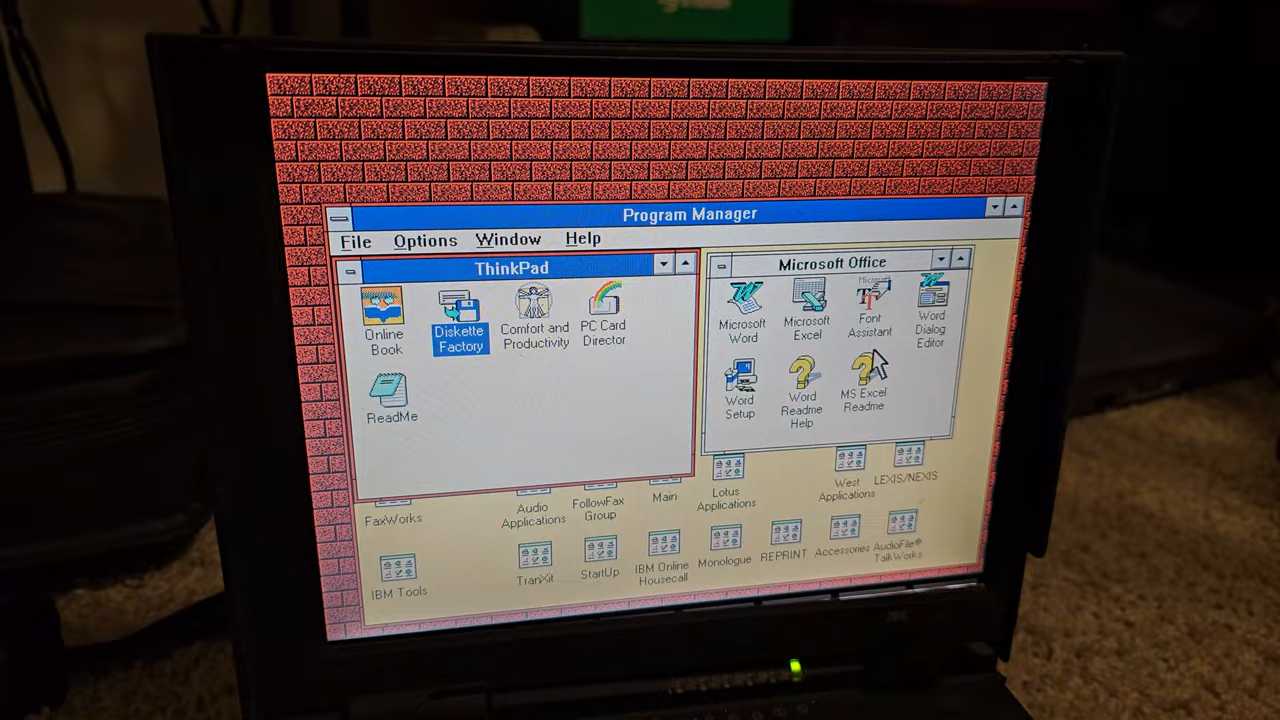 Program Manager
File Options Window Help
ThinkPad
Online
Book
Diskette
Factory
Comfort and
Productivity
PC Card
Director
ReadMe
Microsoft Office
Microsoft
Word
Microsoft
Excel
Microsoft
Font
Assistant
Word
Dialog
Editor
Word
Setup
Word
Readme
Help
MS Excel
Readme
FaxWorks
Audio
Applications
FollowFax
Group
Main
Lotus
Applications
West
Applications
LEXIS/NEXIS
IBM Tools
TranXit
StartUp
IBM Online
Housecall
Monologue
REPRINT
Accessories
AudioFile®
TalkWorks